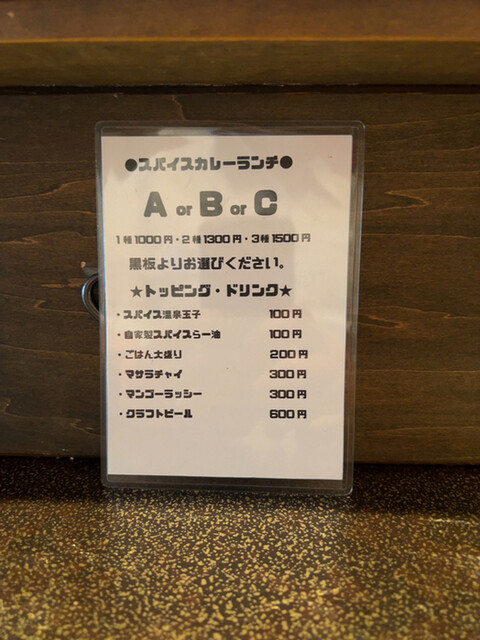 ●スパイスカレーランチ●
A or B or C
1種1000円・2種1300円・3種1500円
黒板よりお選びください。
★トッピング・ドリンク★
・スパイス温泉玉子 100円
・自家製スパイスらー油 100円
・ごはん大盛り 200円
・マサラチャイ 300円
・マンゴーラッシー 300円
・クラフトビール 600円